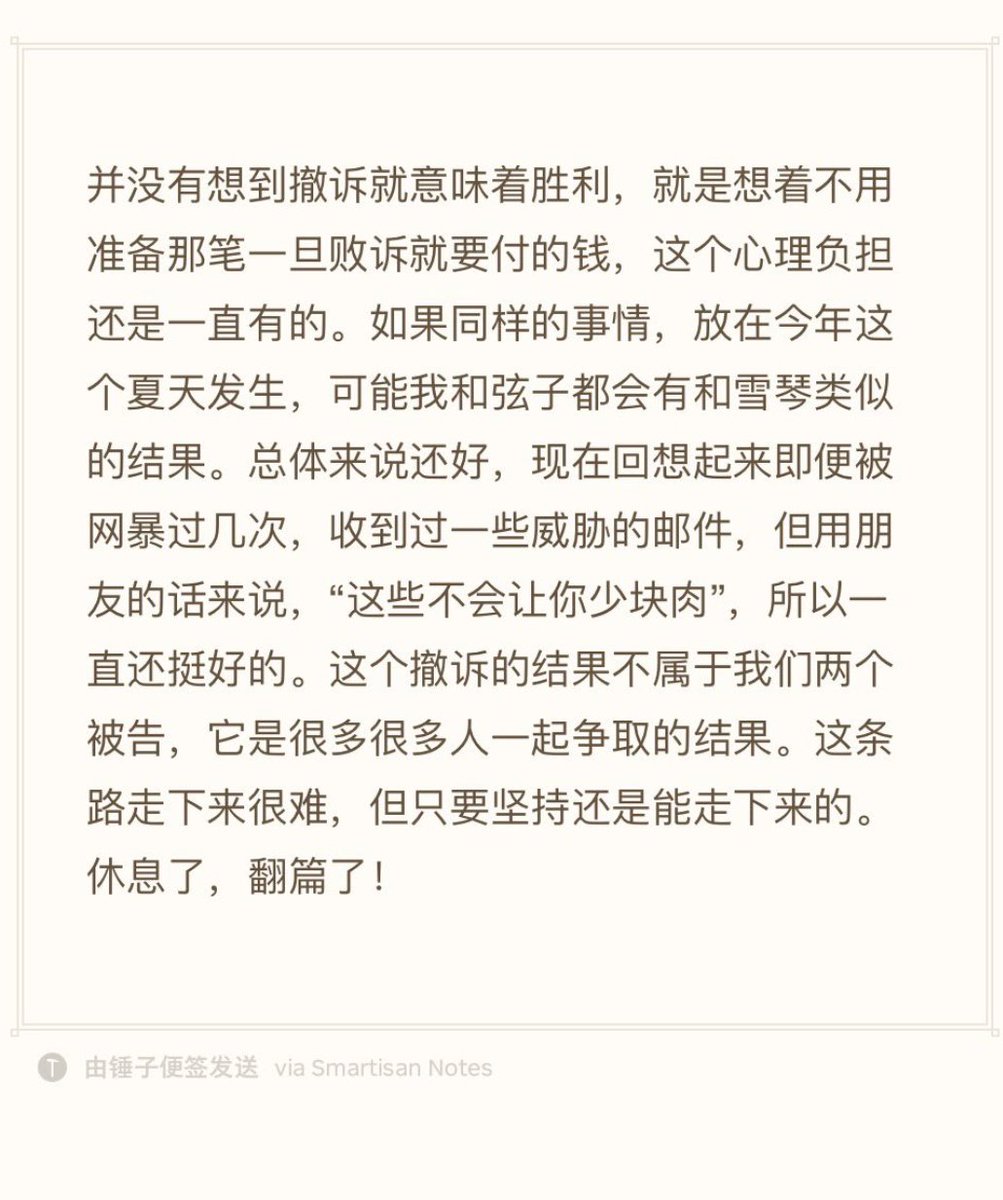 并没有想到撤诉就意味着胜利，就是想着不用
准备那笔一旦败诉就要付的钱，这个心理负担
还是一直有的。如果同样的事情，放在今年这
个夏天发生，可能我和弦子都会有和雪琴类似
的结果。总体来说还好，现在回想起来即便被
网暴过几次，收到过一些威胁的邮件，但用朋
友的话来说，“这些不会让你少块肉”，所以一
直还挺好的。这个撤诉的结果不属于我们两个
被告，它是很多很多人一起争取的结果。这条
路走下来很难，但只要坚持还是能走下来的。
休息了，翻篇了！
T 由锤子便签发送 via Smartisan Notes